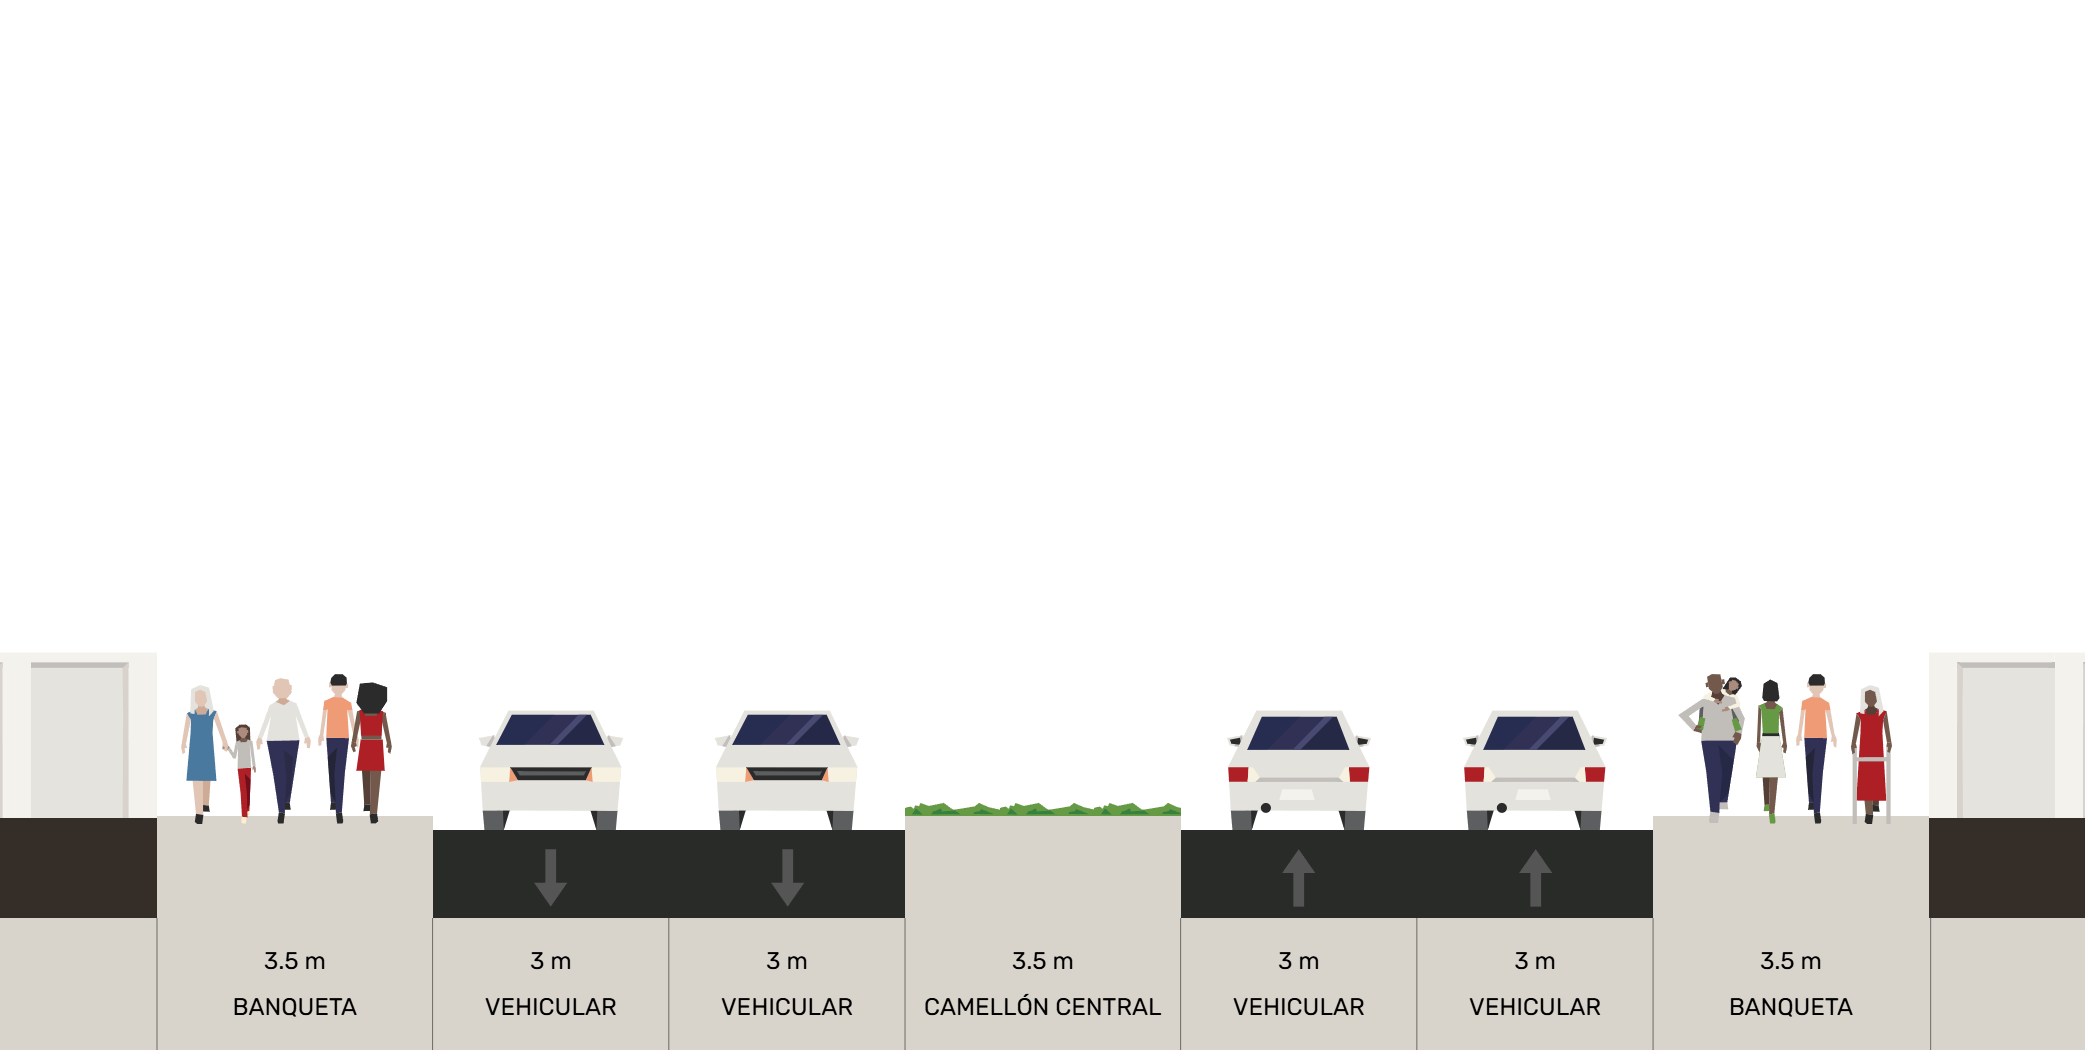 3.5 m
BANQUETA
3 m
VEHICULAR
3 m
VEHICULAR
3.5 m
CAMELLÓN CENTRAL
3 m
VEHICULAR
3 m
VEHICULAR
3.5 m
BANQUETA